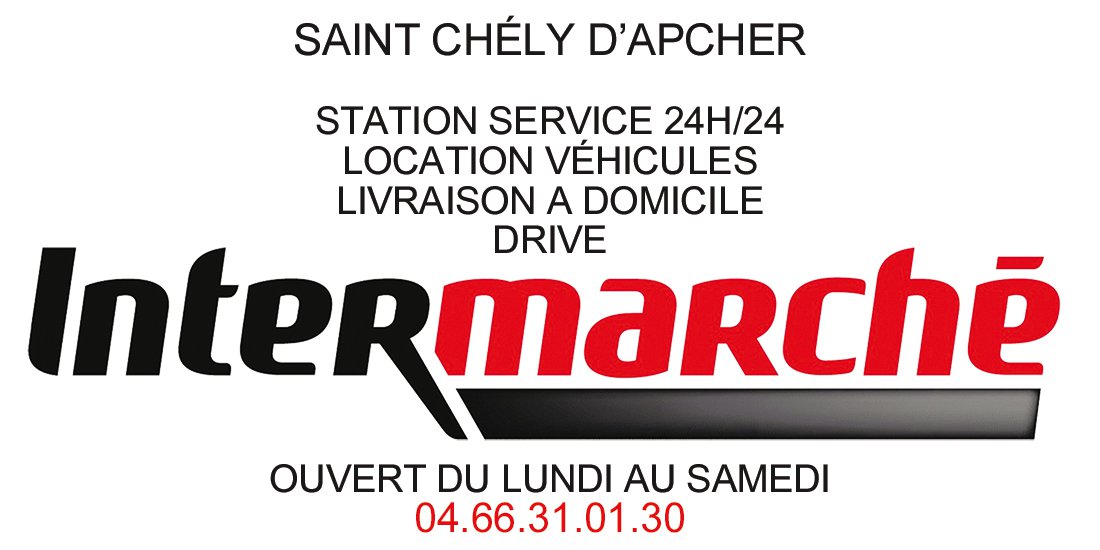 SAINT CHÉLY D’APCHER
STATION SERVICE 24H/24
LOCATION VÉHICULES
LIVRAISON A DOMICILE
DRIVE
Intermarché
OUVERT DU LUNDI AU SAMEDI
04.66.31.01.30